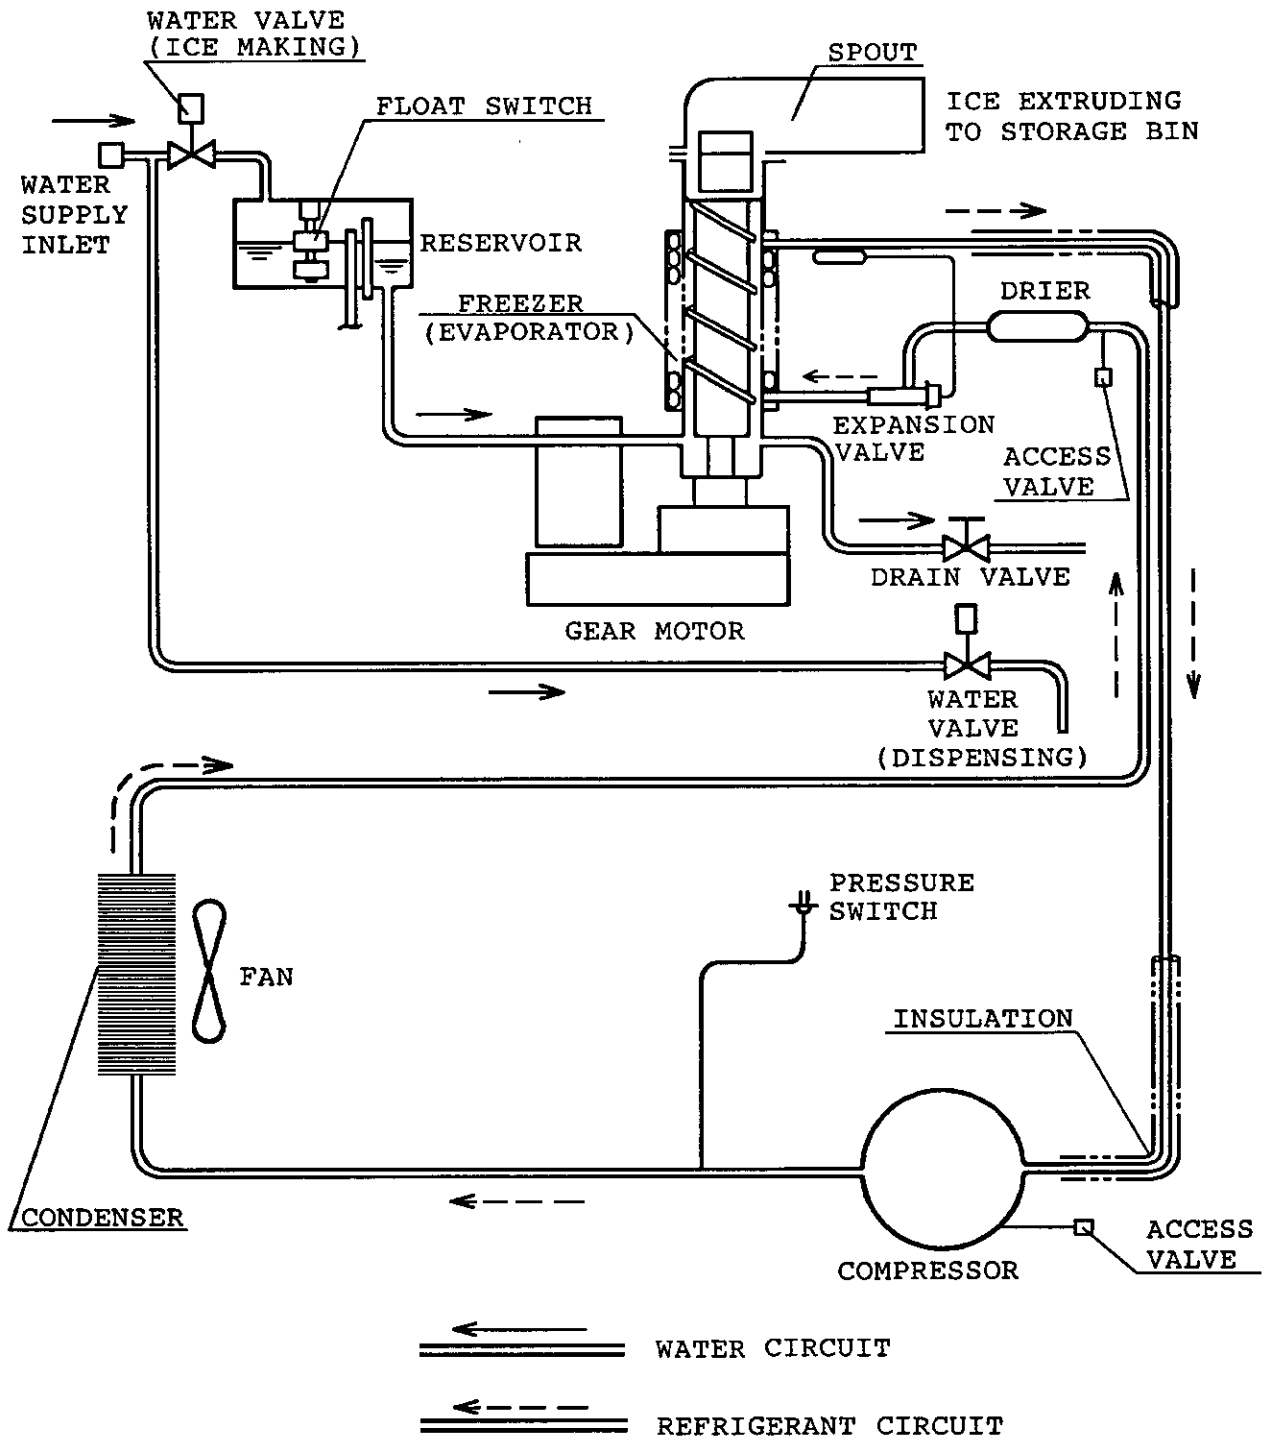 WATER VALVE
(ICE MAKING)
SPOUT
FLOAT SWITCH
ICE EXTRUDING
TO STORAGE BIN
WATER
SUPPLY
INLET
RESERVOIR
FREEZER
(EVAPORATOR)
DRIER
EXPANSION
VALVE
ACCESS
VALVE
DRAIN VALVE
GEAR MOTOR
WATER
VALVE
(DISPENSING)
PRESSURE
SWITCH
FAN
INSULATION
CONDENSER
COMPRESSOR
ACCESS
VALVE
WATER CIRCUIT
REFRIGERANT CIRCUIT